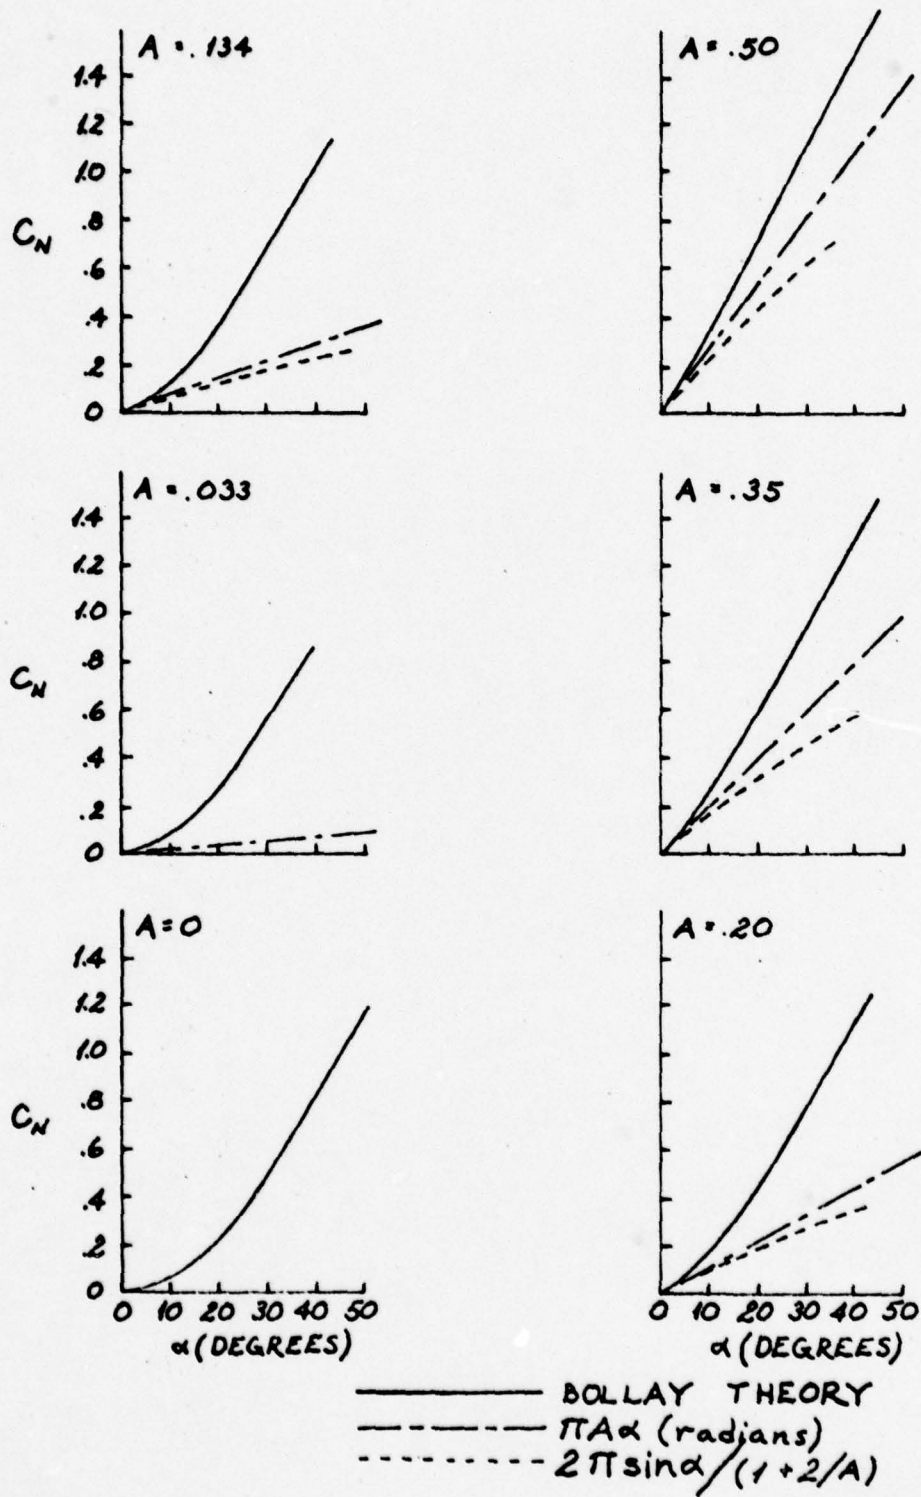 A = .134
1.4
1.2
1.0
.8
.6
.4
.2
0
C_N
A = .50
A = .033
1.4
1.2
1.0
.8
.6
.4
.2
0
C_N
A = .35
A = 0
1.4
1.2
1.0
.8
.6
.4
.2
0
C_N
0 10 20 30 40 50
α (DEGREES)
A = .20
0 10 20 30 40 50
α (DEGREES)
BOLLAY THEORY
πAα (radians)
2πsinα/(1+2/A)